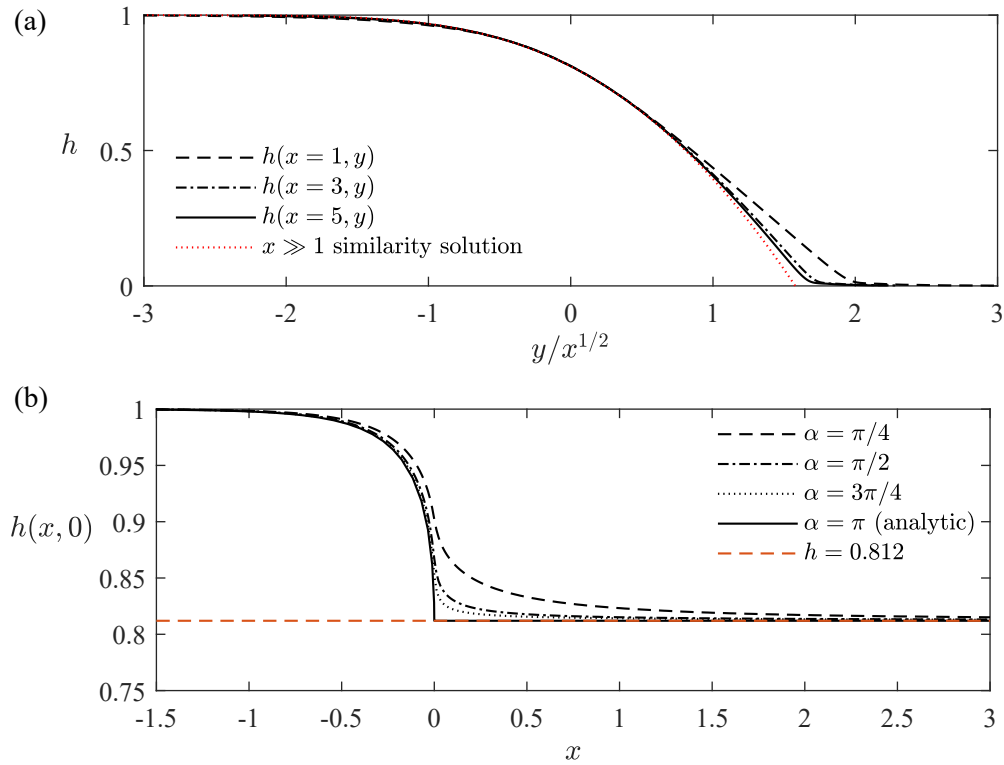 (a)
1
0.5
0
h
h(x = 1, y)
h(x = 3, y)
h(x = 5, y)
x ≫ 1 similarity solution
-3 -2 -1 0 1 2 3
y/x^{1/2}
(b)
1
0.95
0.9
0.85
0.8
0.75
h(x, 0)
α = π/4
α = π/2
α = 3π/4
α = π (analytic)
h = 0.812
-1.5 -1 -0.5 0 0.5 1 1.5 2 2.5 3
x